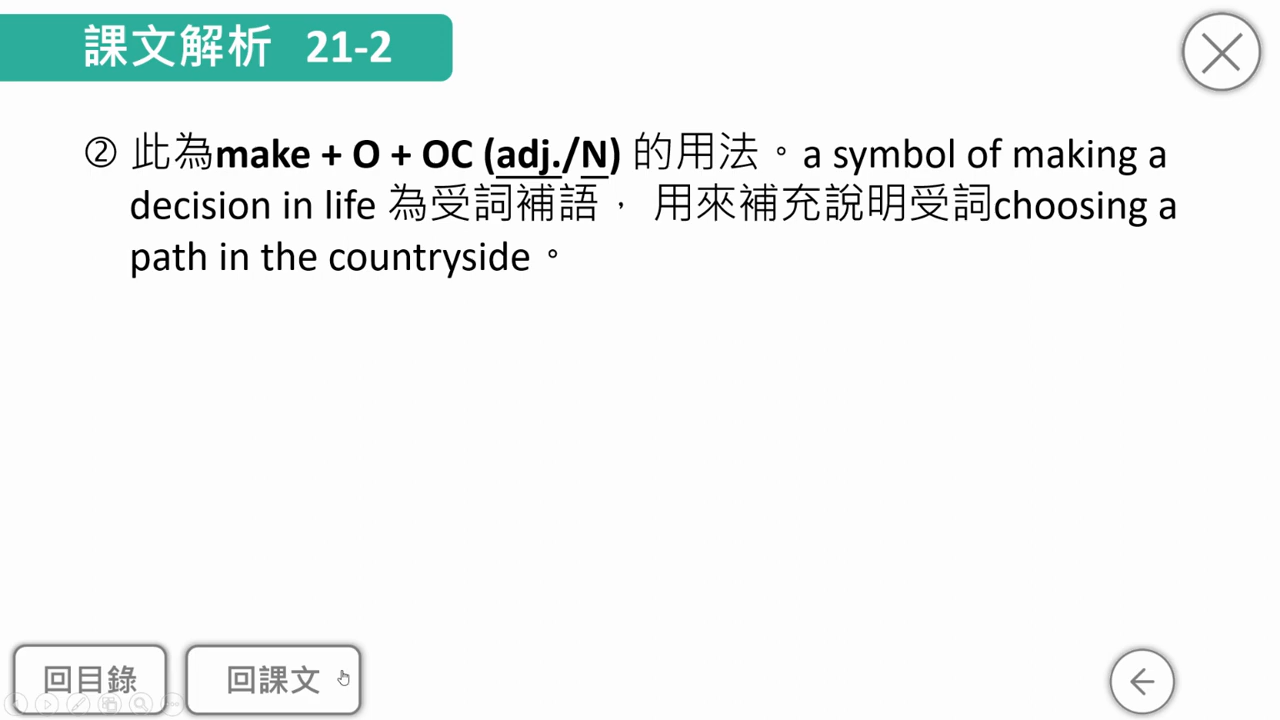 課文解析 21-2
② 此為make + O + OC (adj./N) 的用法。a symbol of making a
decision in life 為受詞補語，用來補充說明受詞choosing a
path in the countryside。
回目錄
回課文